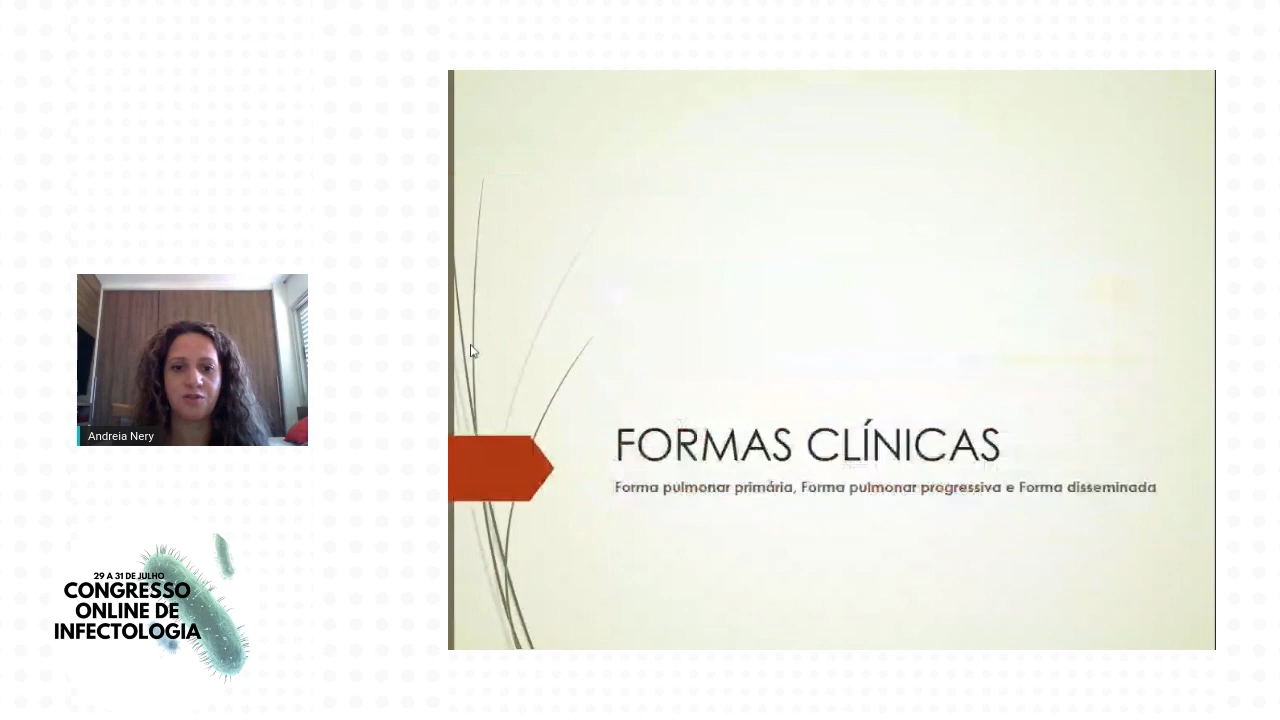 FORMAS CLÍNICAS
Forma pulmonar primária, Forma pulmonar progressiva e Forma disseminada
Andreia Nery
29 A 31 DE JULHO
CONGRESSO
ONLINE DE
INFECTOLOGIA